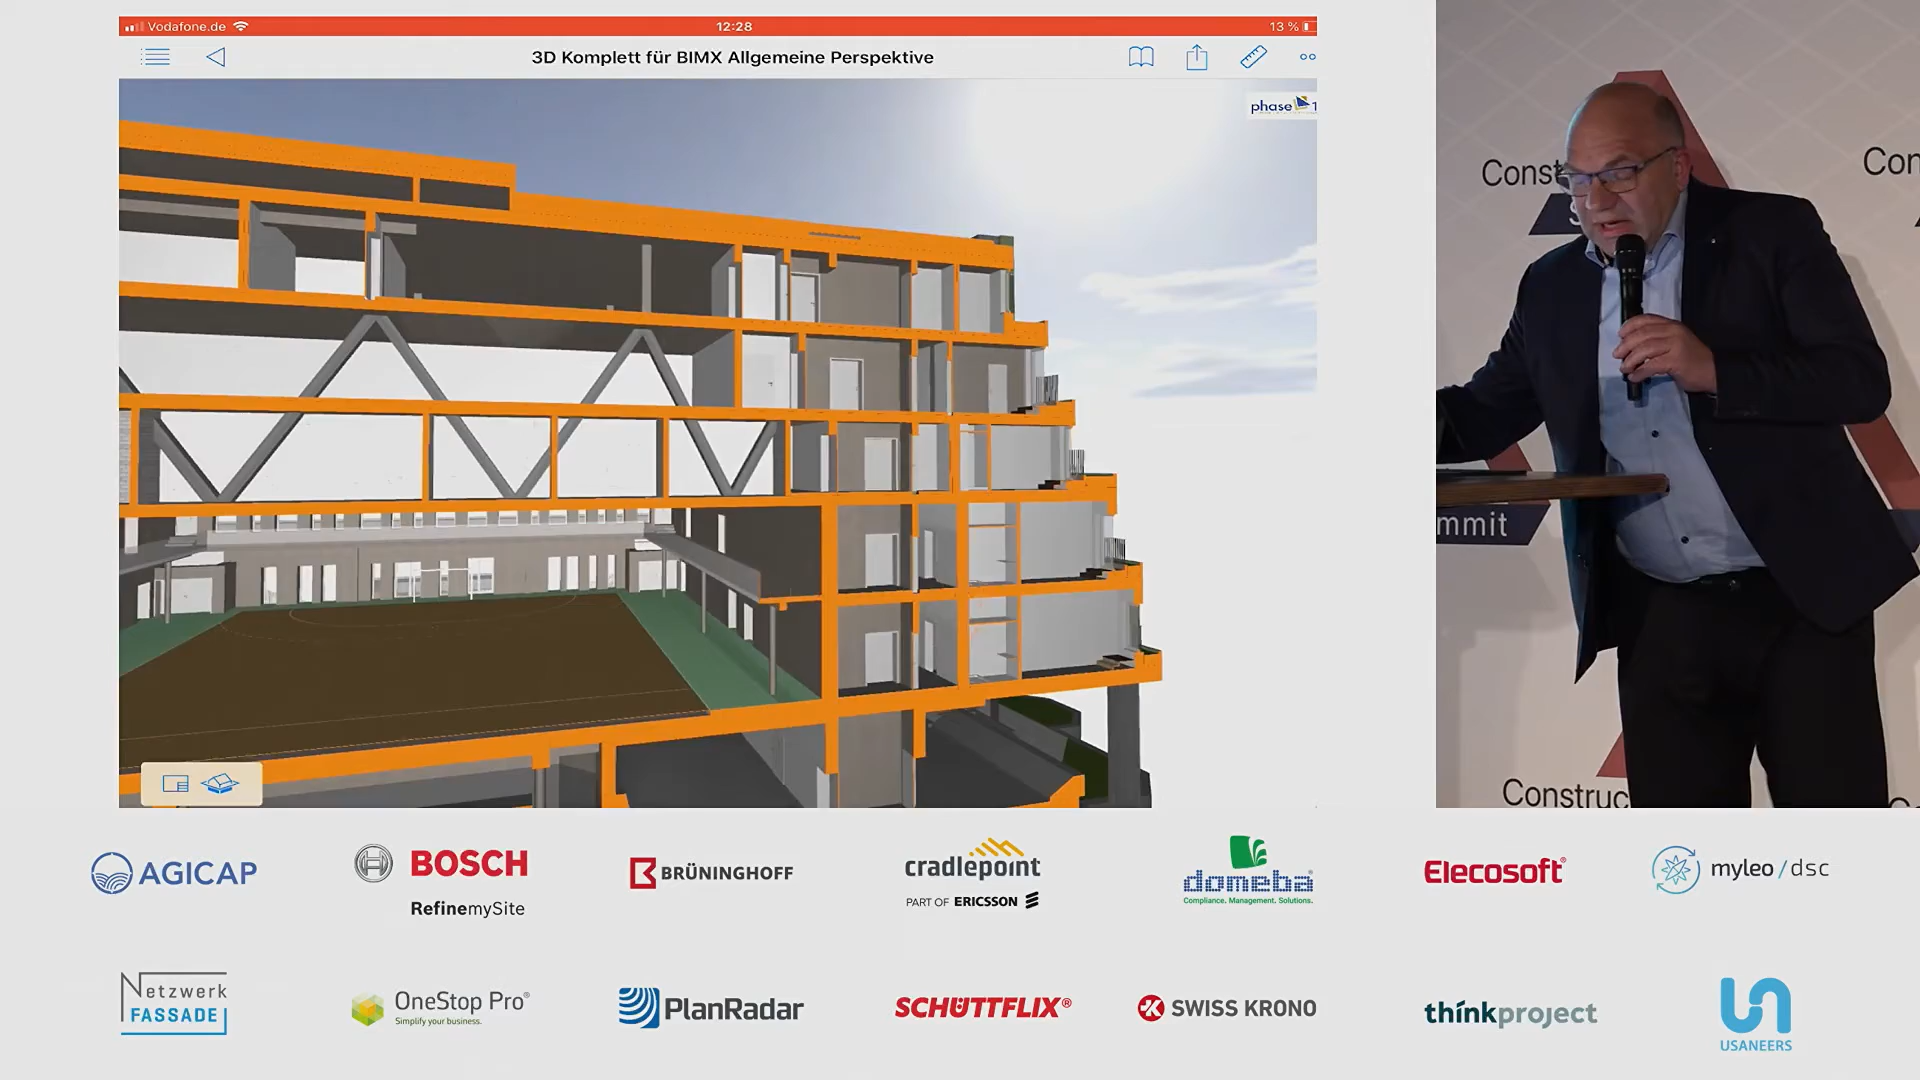 Vodafone.de
12:28
13 %
3D Komplett für BIMX Allgemeine Perspektive
phase 1
Const
Con
mmit
Construc
AGICAP
BOSCH
RefinemySite
BRÜNINGHOFF
cradlepoint
PART OF ERICSSON
domeba
Compliance. Management. Solutions.
Elecosoft®
myleo / dsc
Netzwerk
FASSADE
OneStop Pro®
Simplify your business.
PlanRadar
SCHÜTTFLIX®
SWISS KRONO
thinkproject
USANEERS